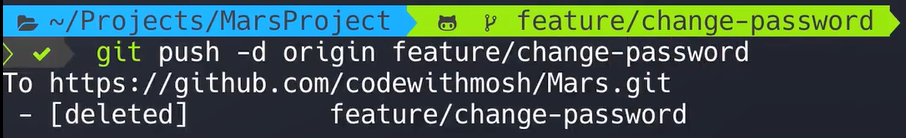 ~/Projects/MarsProject feature/change-password
git push -d origin feature/change-password
To https://github.com/codewithmosh/Mars.git
 - [deleted]         feature/change-password